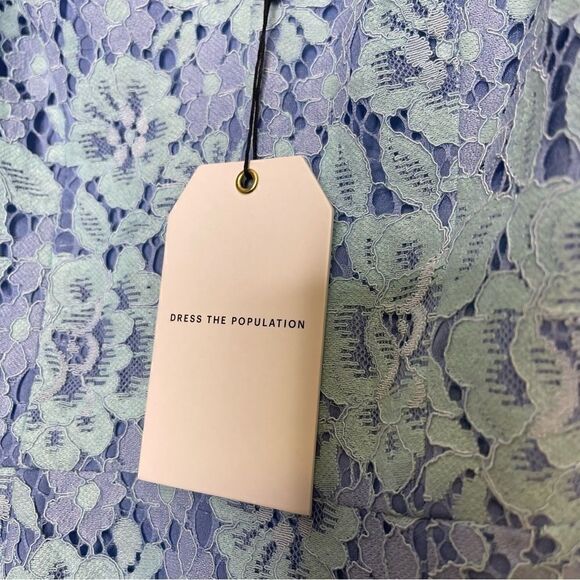 DRESS THE POPULATION